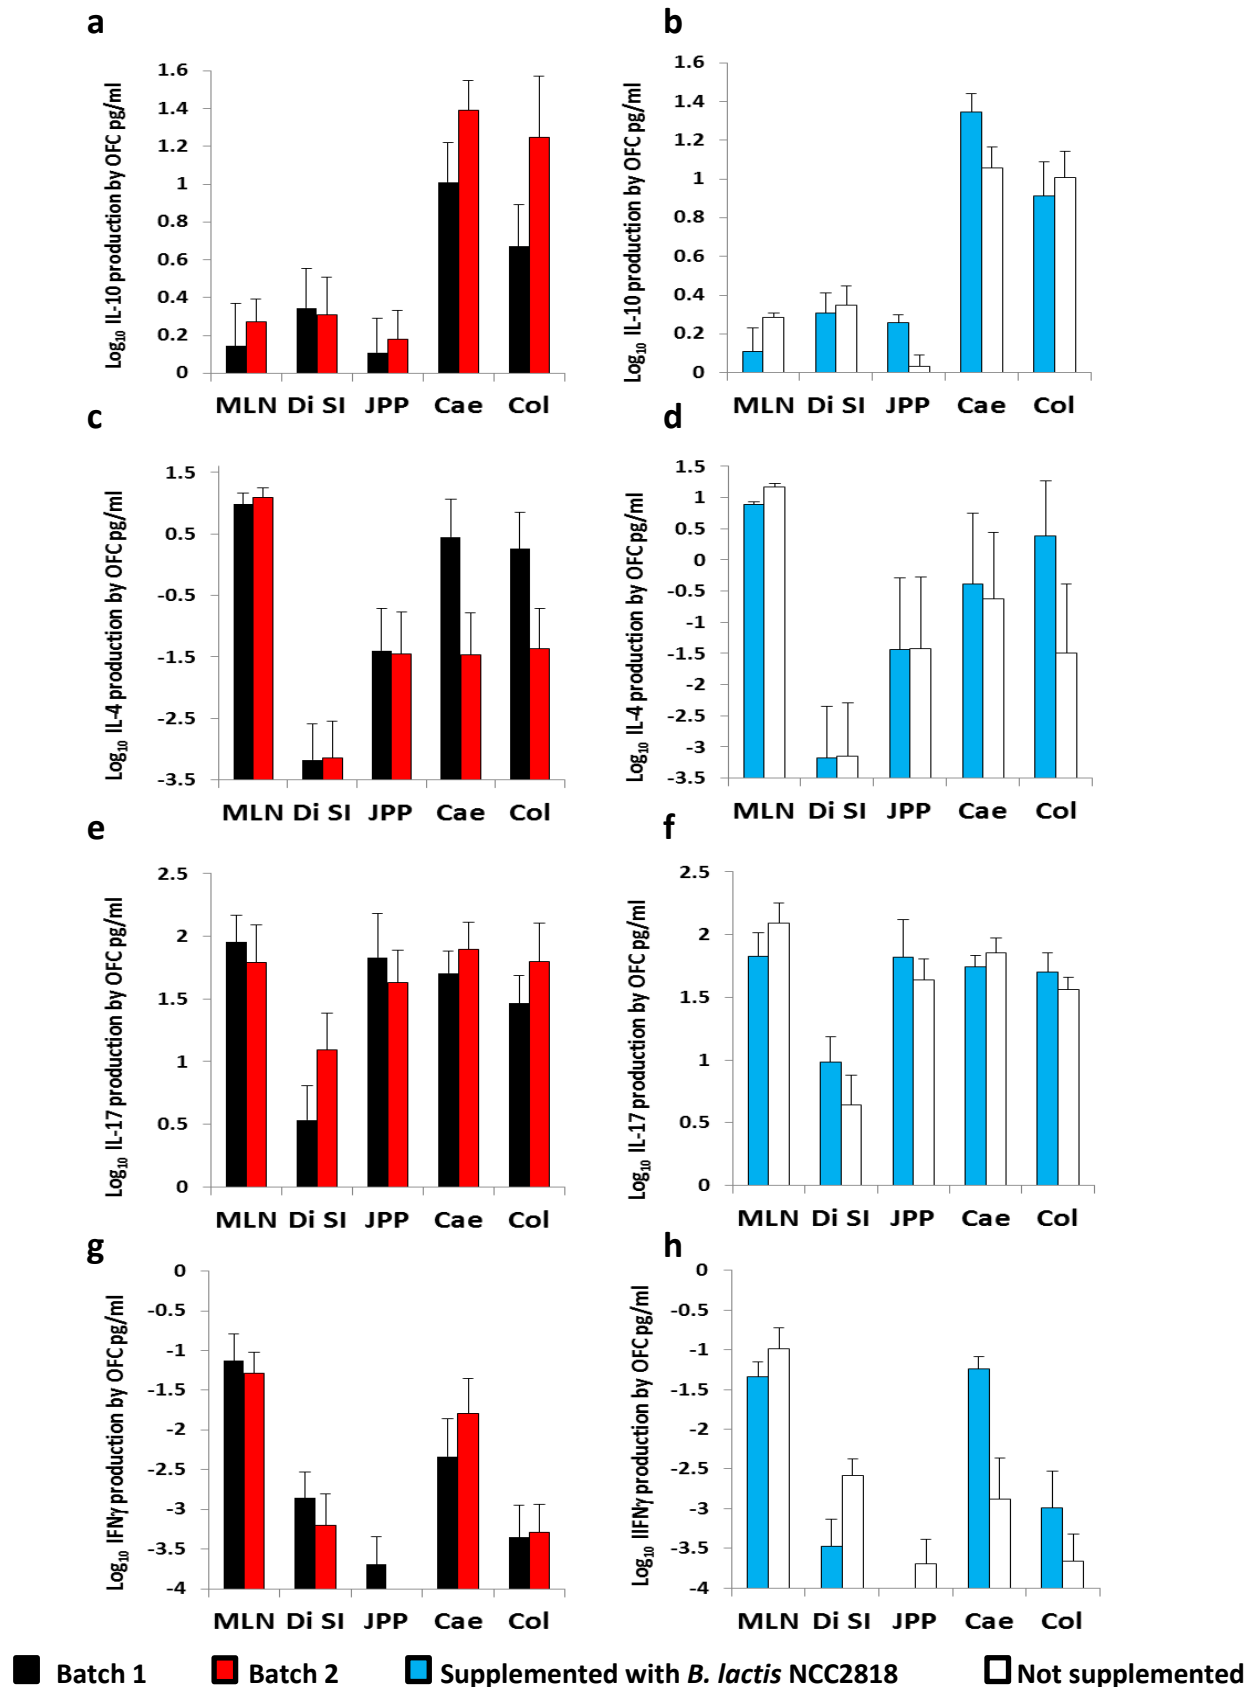 a
b
Log10 IL-10 production by OFC pg/ml
1.6
1.4
1.2
1
0.8
0.6
0.4
0.2
0
MLN Di SI JPP Cae Col
Log10 IL-10 production by OFC pg/ml
1.6
1.4
1.2
1
0.8
0.6
0.4
0.2
0
MLN Di SI JPP Cae Col
c
d
Log10 IL-4 production by OFC pg/ml
1.5
0.5
-0.5
-1.5
-2.5
-3.5
MLN Di SI JPP Cae Col
Log10 IL-4 production by OFC pg/ml
1.5
1
0.5
0
-0.5
-1
-1.5
-2
-2.5
-3
-3.5
MLN Di SI JPP Cae Col
e
f
Log10 IL-17 production by OFC pg/ml
2.5
2
1.5
1
0.5
0
MLN Di SI JPP Cae Col
Log10 IL-17 production by OFC pg/ml
2.5
2
1.5
1
0.5
0
MLN Di SI JPP Cae Col
g
h
Log10 IFNγ production by OFC pg/ml
0
-0.5
-1
-1.5
-2
-2.5
-3
-3.5
-4
MLN Di SI JPP Cae Col
Log10 IIFNγ production by OFC pg/ml
0
-0.5
-1
-1.5
-2
-2.5
-3
-3.5
-4
MLN Di SI JPP Cae Col
Batch 1 Batch 2 Supplemented with B. lactis NCC2818 Not supplemented